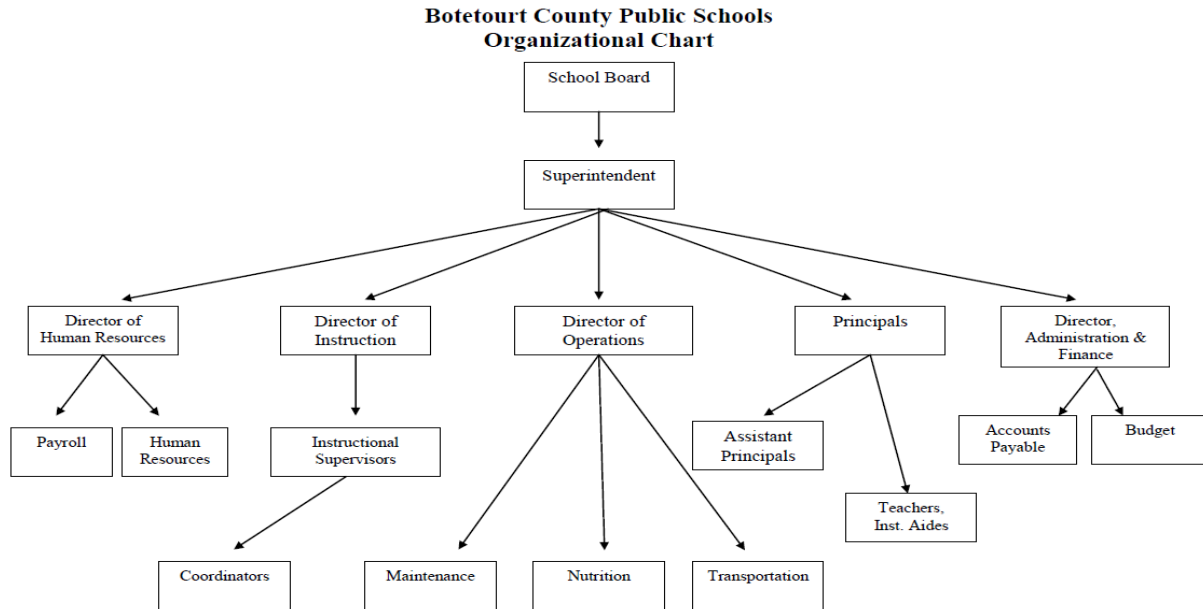 Botetourt County Public Schools
Organizational Chart
School Board
Superintendent
Director of
Human Resources
Director of
Instruction
Director of
Operations
Principals
Director,
Administration &
Finance
Payroll
Human
Resources
Instructional
Supervisors
Assistant
Principals
Accounts
Payable
Budget
Teachers,
Inst. Aides
Coordinators
Maintenance
Nutrition
Transportation